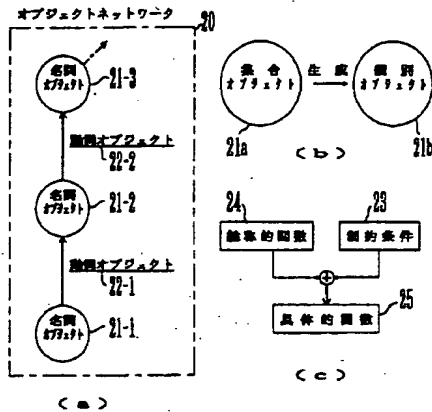 オブジェクトネットワーク
20
名詞
オブジェクト
21-3
動詞オブジェクト
22-2
名詞
オブジェクト
21-2
動詞オブジェクト
22-1
名詞
オブジェクト
21-1
(a)
集合
オブジェクト
生成
個別
オブジェクト
21a
21b
(b)
24
23
総称的関数
制約条件
+
25
具体的関数
(c)